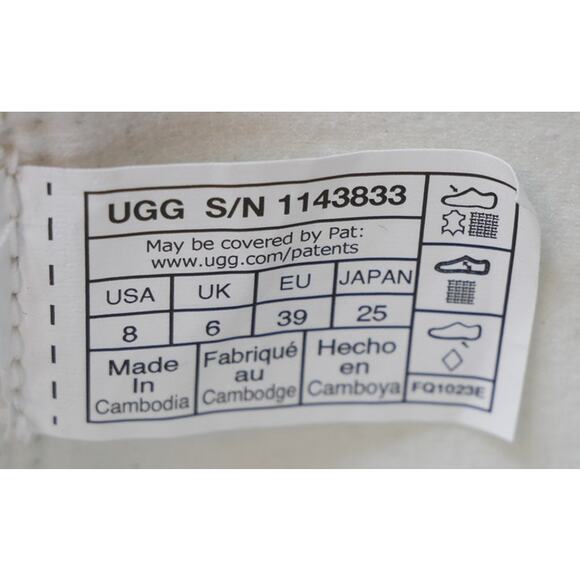 UGG S/N 1143833
May be covered by Pat:
www.ugg.com/patents
USA UK EU JAPAN
8 6 39 25
Made In Cambodia
Fabriqué au Cambodge
Hecho en Camboya
FQ1023E